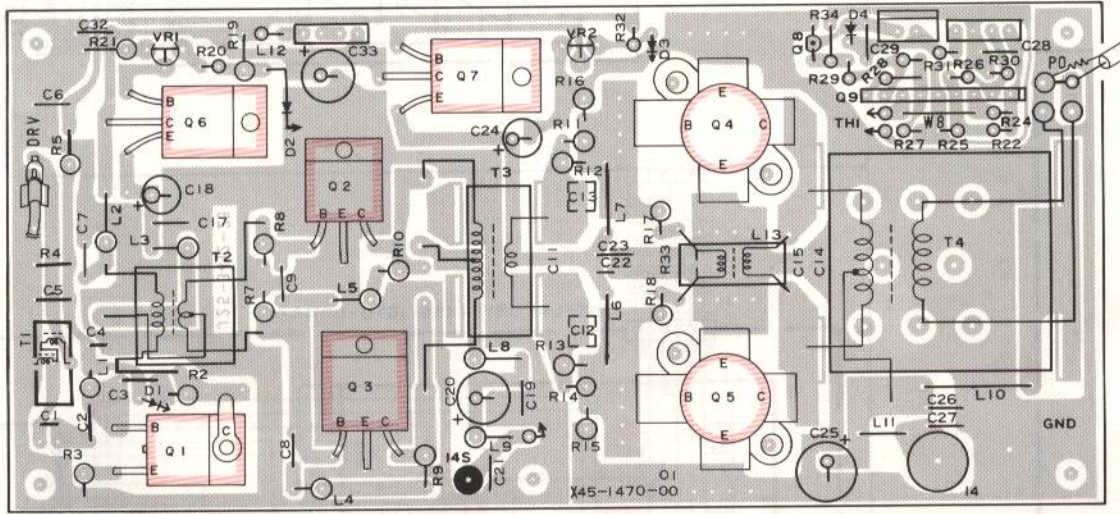 C32
R21
VR1
R20
R19
L12
C33
Q7
B
C
E
VR2
R32
D3
Q8
R34
D4
C29
C28
R29
R28
R31
R26
R30
PO
Q9
TH1
W8
R24
R27
R25
R22
C6
DRV
R5
B
C
E
Q6
D2
C24
R16
R11
R12
E
B
Q4
C
E
C18
L2
C17
Q2
B
E
C
T3
C13
L7
C7
L3
R8
T2
R4
R10
C11
C23
C22
R17
R33
L13
C15
C14
T4
C5
R7
C9
L5
R18
T1
C4
L1
C12
L6
R13
L8
R2
C3
D1
Q3
B
E
C
C20
C19
R14
E
B
Q5
C
E
L10
C26
C27
L11
GND
C1
C2
B
C
E
Q1
R3
C8
L4
R9
14S
L9
C21
R15
C25
14
01
X45-1470-00